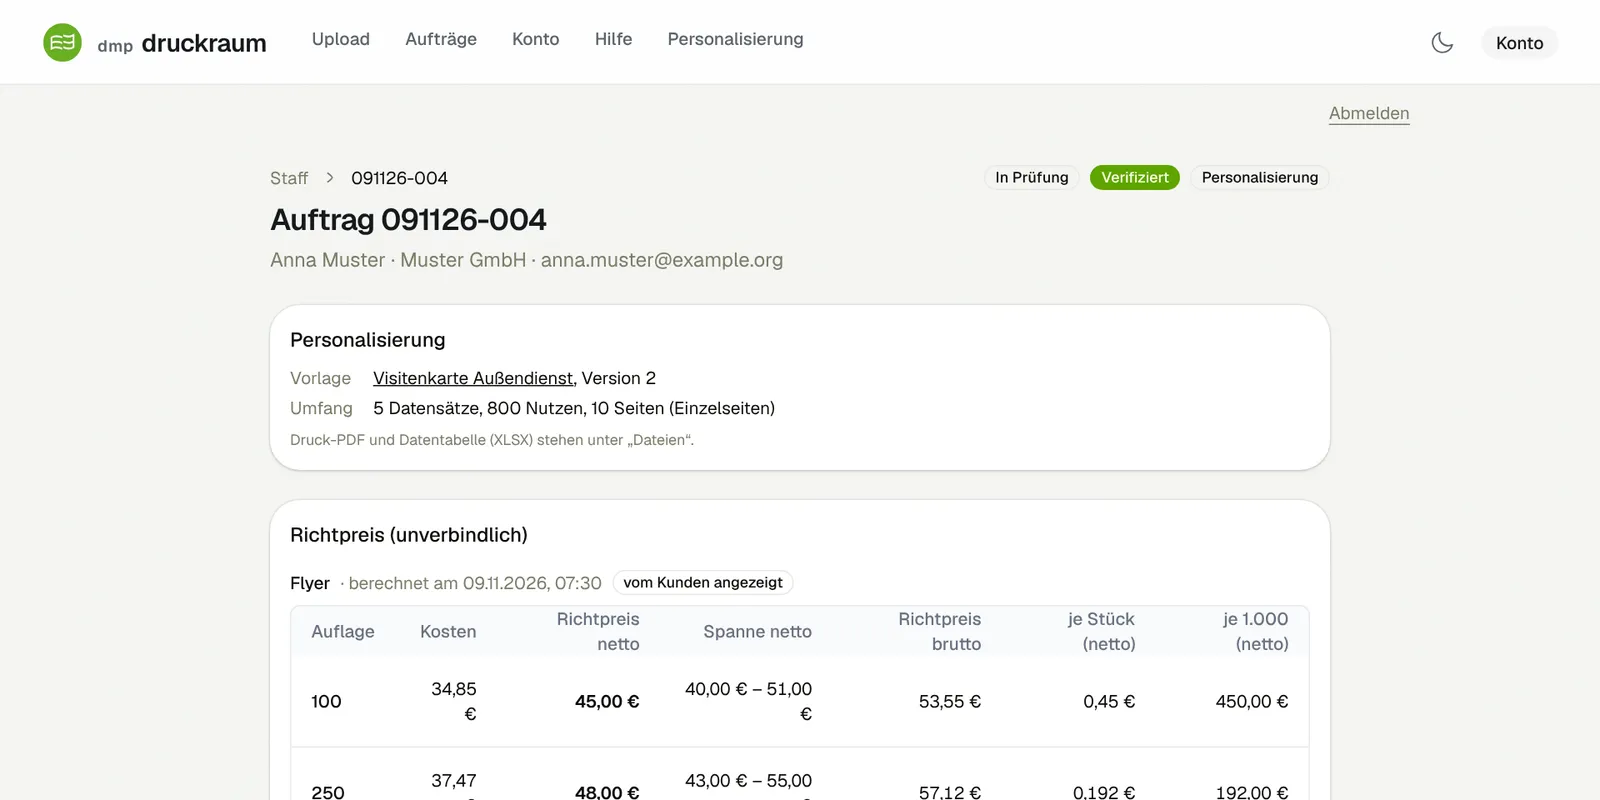 dmp druckraum Upload Aufträge Konto Hilfe Personalisierung Konto
Abmelden
Staff > 091126-004 In Prüfung Verifiziert Personalisierung
Auftrag 091126-004
Anna Muster · Muster GmbH · anna.muster@example.org
Personalisierung
Vorlage Visitenkarte Außendienst, Version 2
Umfang 5 Datensätze, 800 Nutzen, 10 Seiten (Einzelseiten)
Druck-PDF und Datentabelle (XLSX) stehen unter „Dateien“.
Richtpreis (unverbindlich)
Flyer · berechnet am 09.11.2026, 07:30 vom Kunden angezeigt
Auflage Kosten Richtpreis netto Spanne netto Richtpreis brutto je Stück (netto) je 1.000 (netto)
100 34,85 € 45,00 € 40,00 € – 51,00 € 53,55 € 0,45 € 450,00 €
250 37,47 48,00 € 43,00 € – 55,00 57,12 € 0,192 € 192,00 €